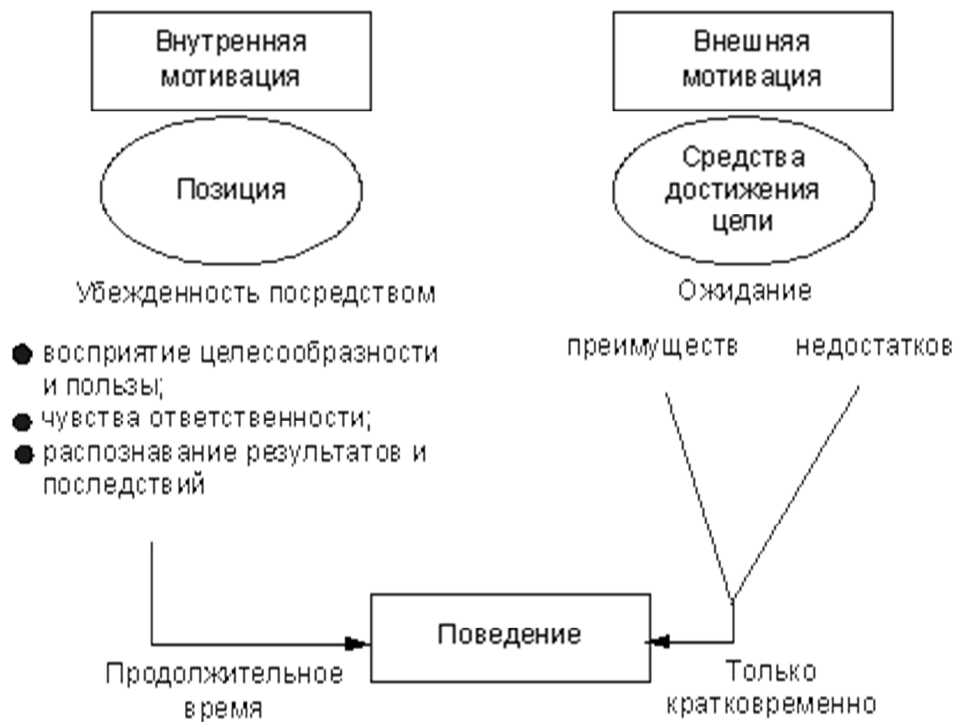 Внутренняя
мотивация
Внешняя
мотивация
Позиция
Средства
достижения
цели
Убежденность посредством
Ожидание
восприятие целесообразности
и пользы;
чувства ответственности;
распознавание результатов и
последствий
преимуществ
недостатков
Поведение
Продолжительное
время
Только
кратковременно